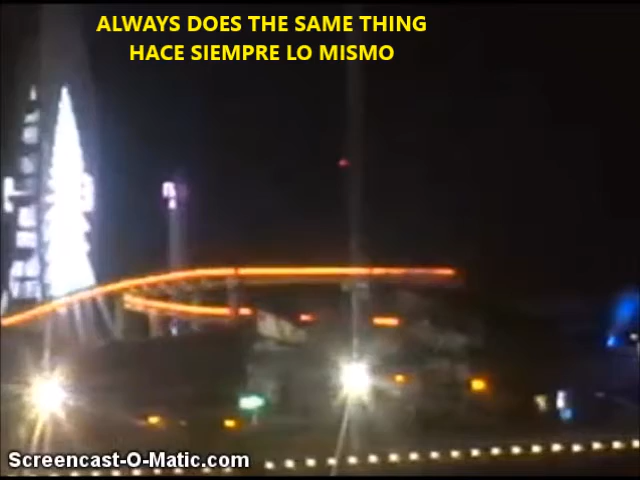 ALWAYS DOES THE SAME THING
HACE SIEMPRE LO MISMO
Screencast-O-Matic.com